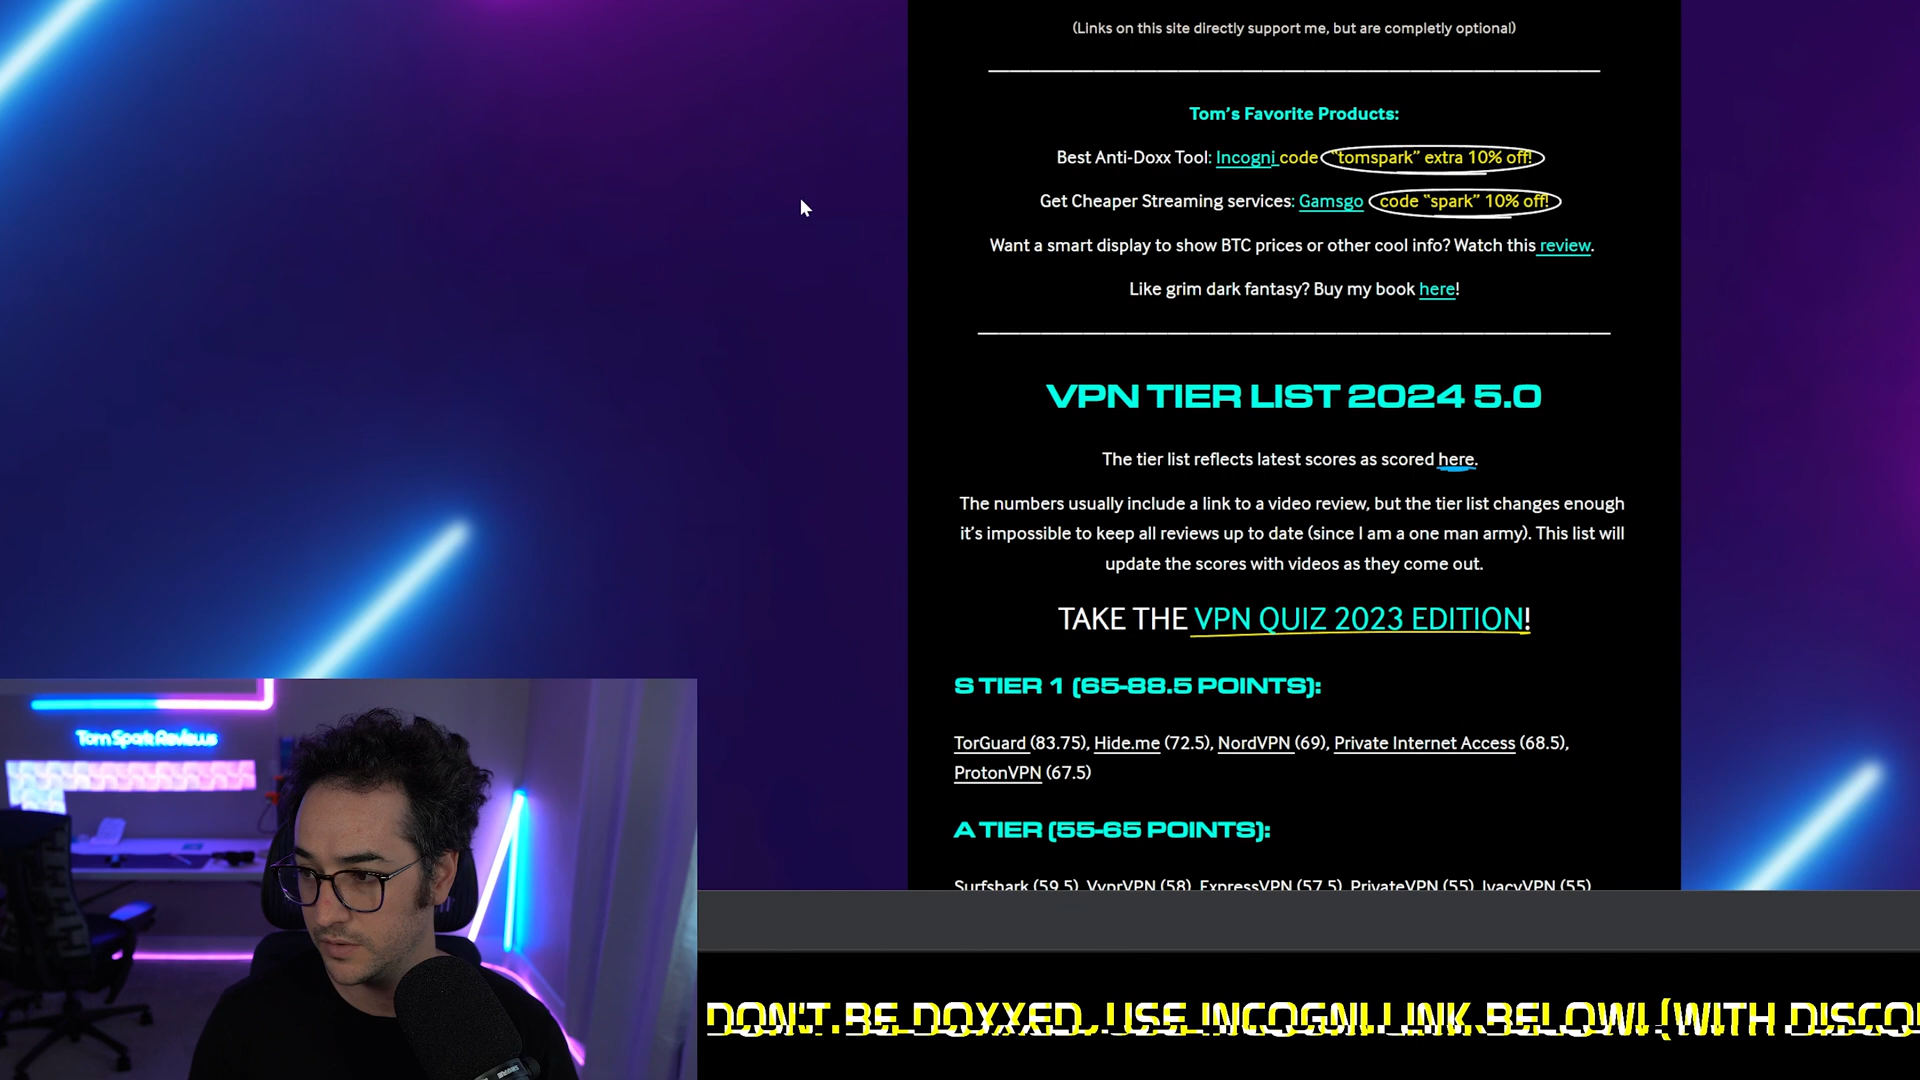 (Links on this site directly support me, but are completly optional)
Tom's Favorite Products:
Best Anti-Doxx Tool: Incogni code "tomspark" extra 10% off!
Get Cheaper Streaming services: Gamsgo code "spark" 10% off!
Want a smart display to show BTC prices or other cool info? Watch this review.
Like grim dark fantasy? Buy my book here!
VPN TIER LIST 2024 5.0
The tier list reflects latest scores as scored here.
The numbers usually include a link to a video review, but the tier list changes enough
it's impossible to keep all reviews up to date (since I am a one man army). This list will
update the scores with videos as they come out.
TAKE THE VPN QUIZ 2023 EDITION!
S TIER 1 (65-88.5 POINTS):
TorGuard (83.75), Hide.me (72.5), NordVPN (69), Private Internet Access (68.5),
ProtonVPN (67.5)
A TIER (55-65 POINTS):
Surfshark (59.5), VyprVPN (58), ExpressVPN (57.5), PrivateVPN (55), IvacyVPN (55)
Tom Spark Reviews
DON'T BE DOXXED, USE INCOGNI LINK BELOW! (WITH DISCO